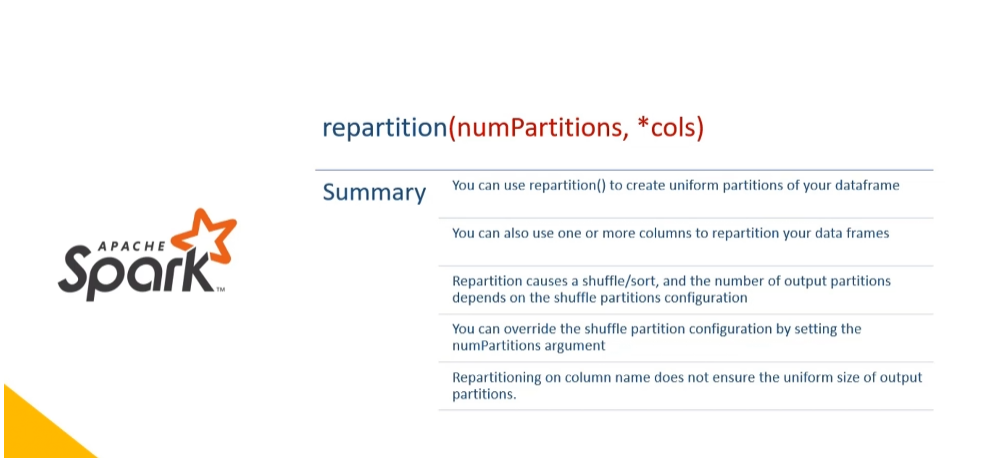 repartition(numPartitions, *cols)
Summary
You can use repartition() to create uniform partitions of your dataframe
You can also use one or more columns to repartition your data frames
Repartition causes a shuffle/sort, and the number of output partitions
depends on the shuffle partitions configuration
You can override the shuffle partition configuration by setting the
numPartitions argument
Repartitioning on column name does not ensure the uniform size of output
partitions.
APACHE
Spark™